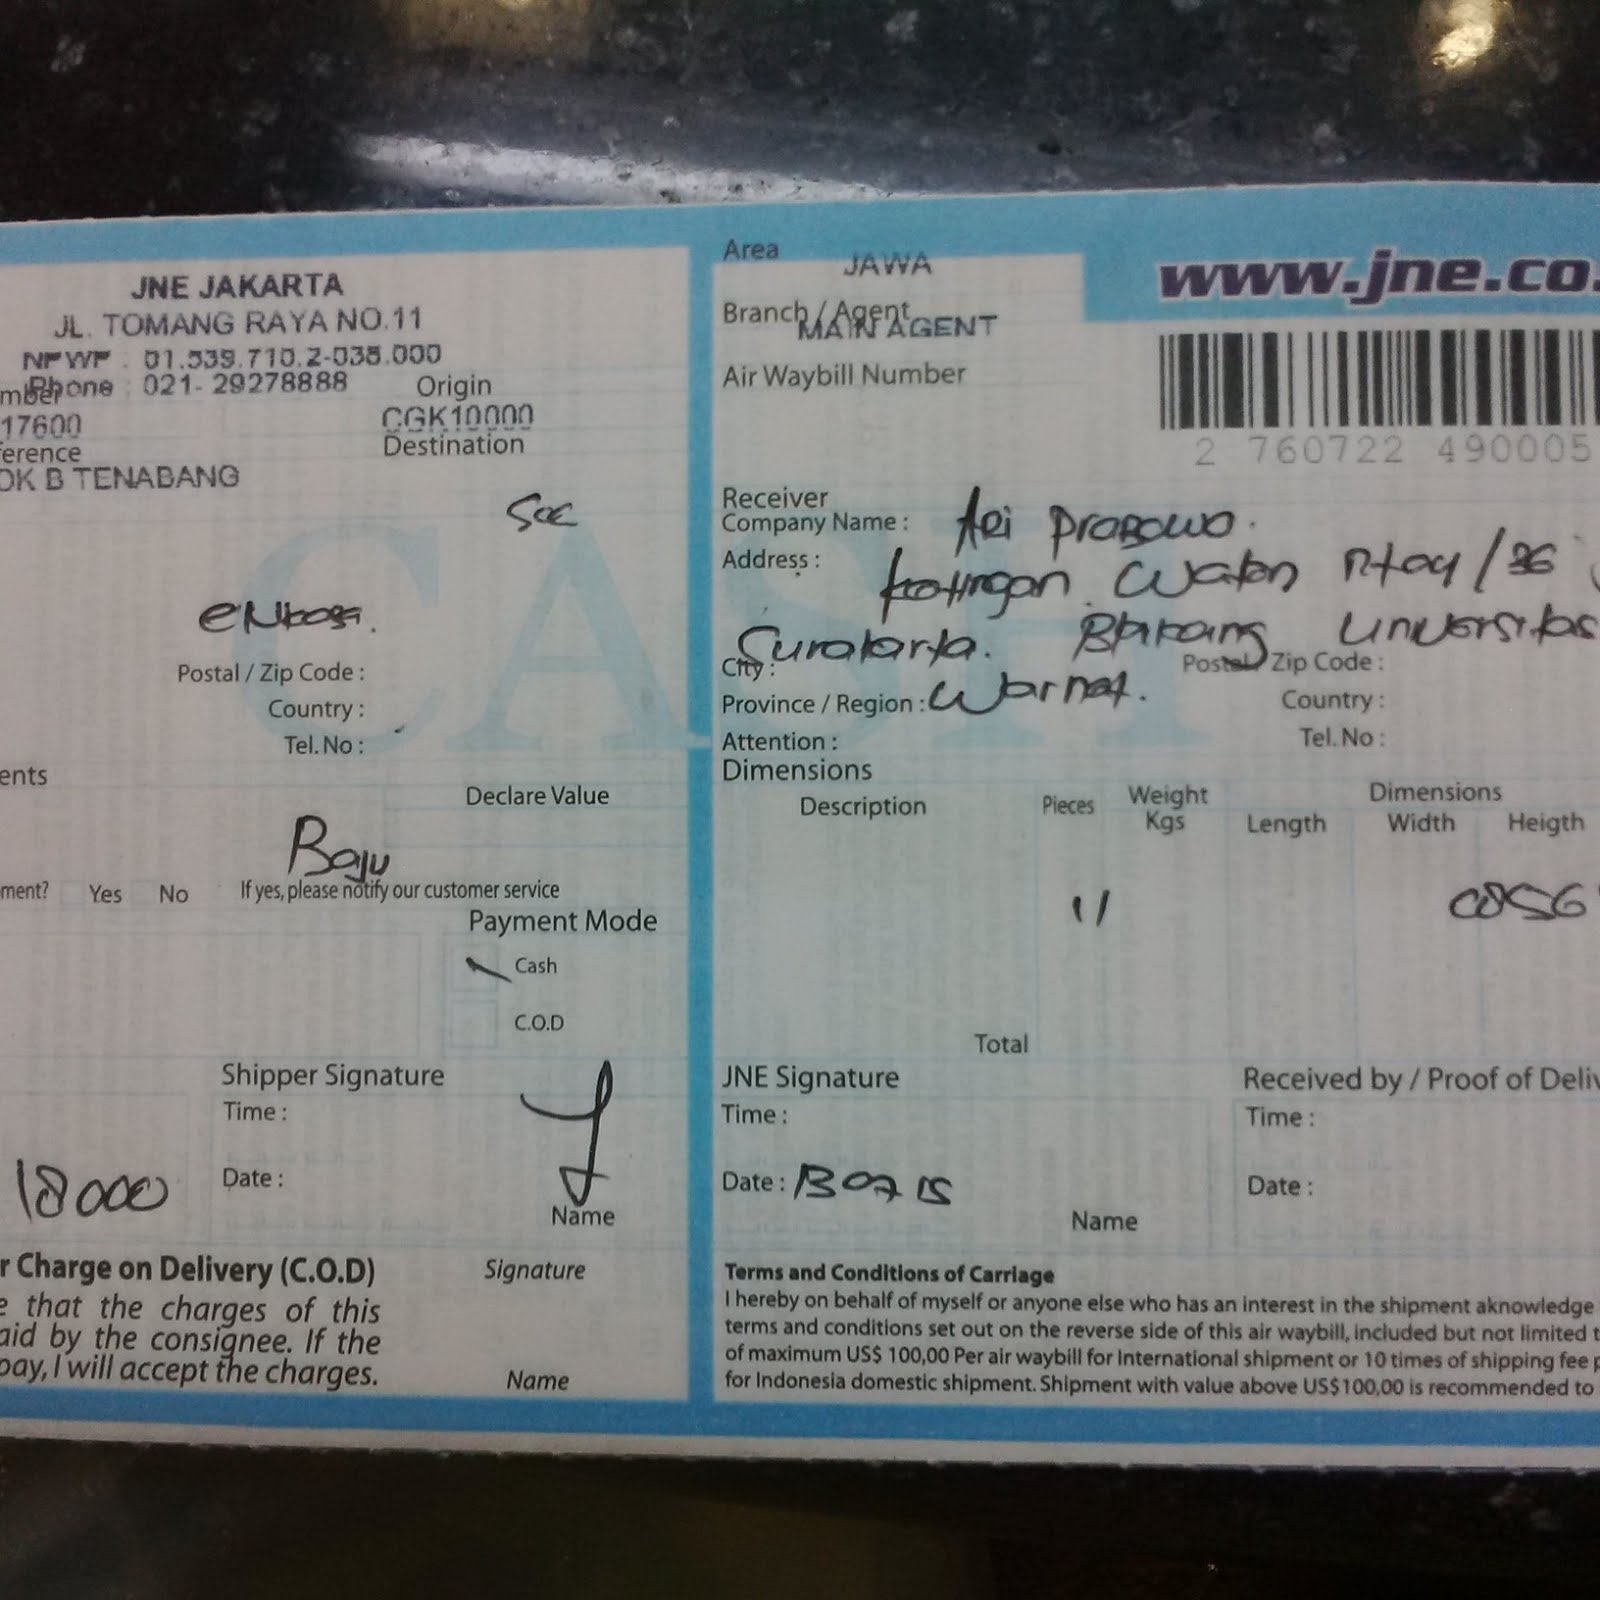 JNE JAKARTA
JL. TOMANG RAYA NO.11
NPWP : 01.539.710.2-038.000
Phone : 021- 29278888
Origin
17600
CGK10000
Destination
OK B TENABANG
Soc
Postal / Zip Code :
Country :
Tel. No :
ents
Declare Value
Baju
ment? Yes No If yes, please notify our customer service
Payment Mode
Cash
C.O.D
Shipper Signature
Time :
18000
Date :
Name
r Charge on Delivery (C.O.D)
Signature
e that the charges of this
aid by the consignee. If the
pay, I will accept the charges.
Name
Area
JAWA
www.jne.co.
Branch / Agent
MAIN AGENT
Air Waybill Number
2 760722 490005
Receiver
Company Name : Ari Prabowo.
Address :
Surakarta. Blakang Universitas
City :
Postal / Zip Code :
Province / Region : Warnet.
Country :
Attention :
Tel. No :
Dimensions
Description Pieces Weight Kgs Dimensions
Length Width Heigth
Total
JNE Signature
Received by / Proof of Deliv
Time :
Time :
Date : 130715
Date :
Name
Terms and Conditions of Carriage
I hereby on behalf of myself or anyone else who has an interest in the shipment aknowledge
terms and conditions set out on the reverse side of this air waybill, included but not limited t
of maximum US$ 100,00 Per air waybill for International shipment or 10 times of shipping fee p
for Indonesia domestic shipment. Shipment with value above US$100,00 is recommended to
CASH